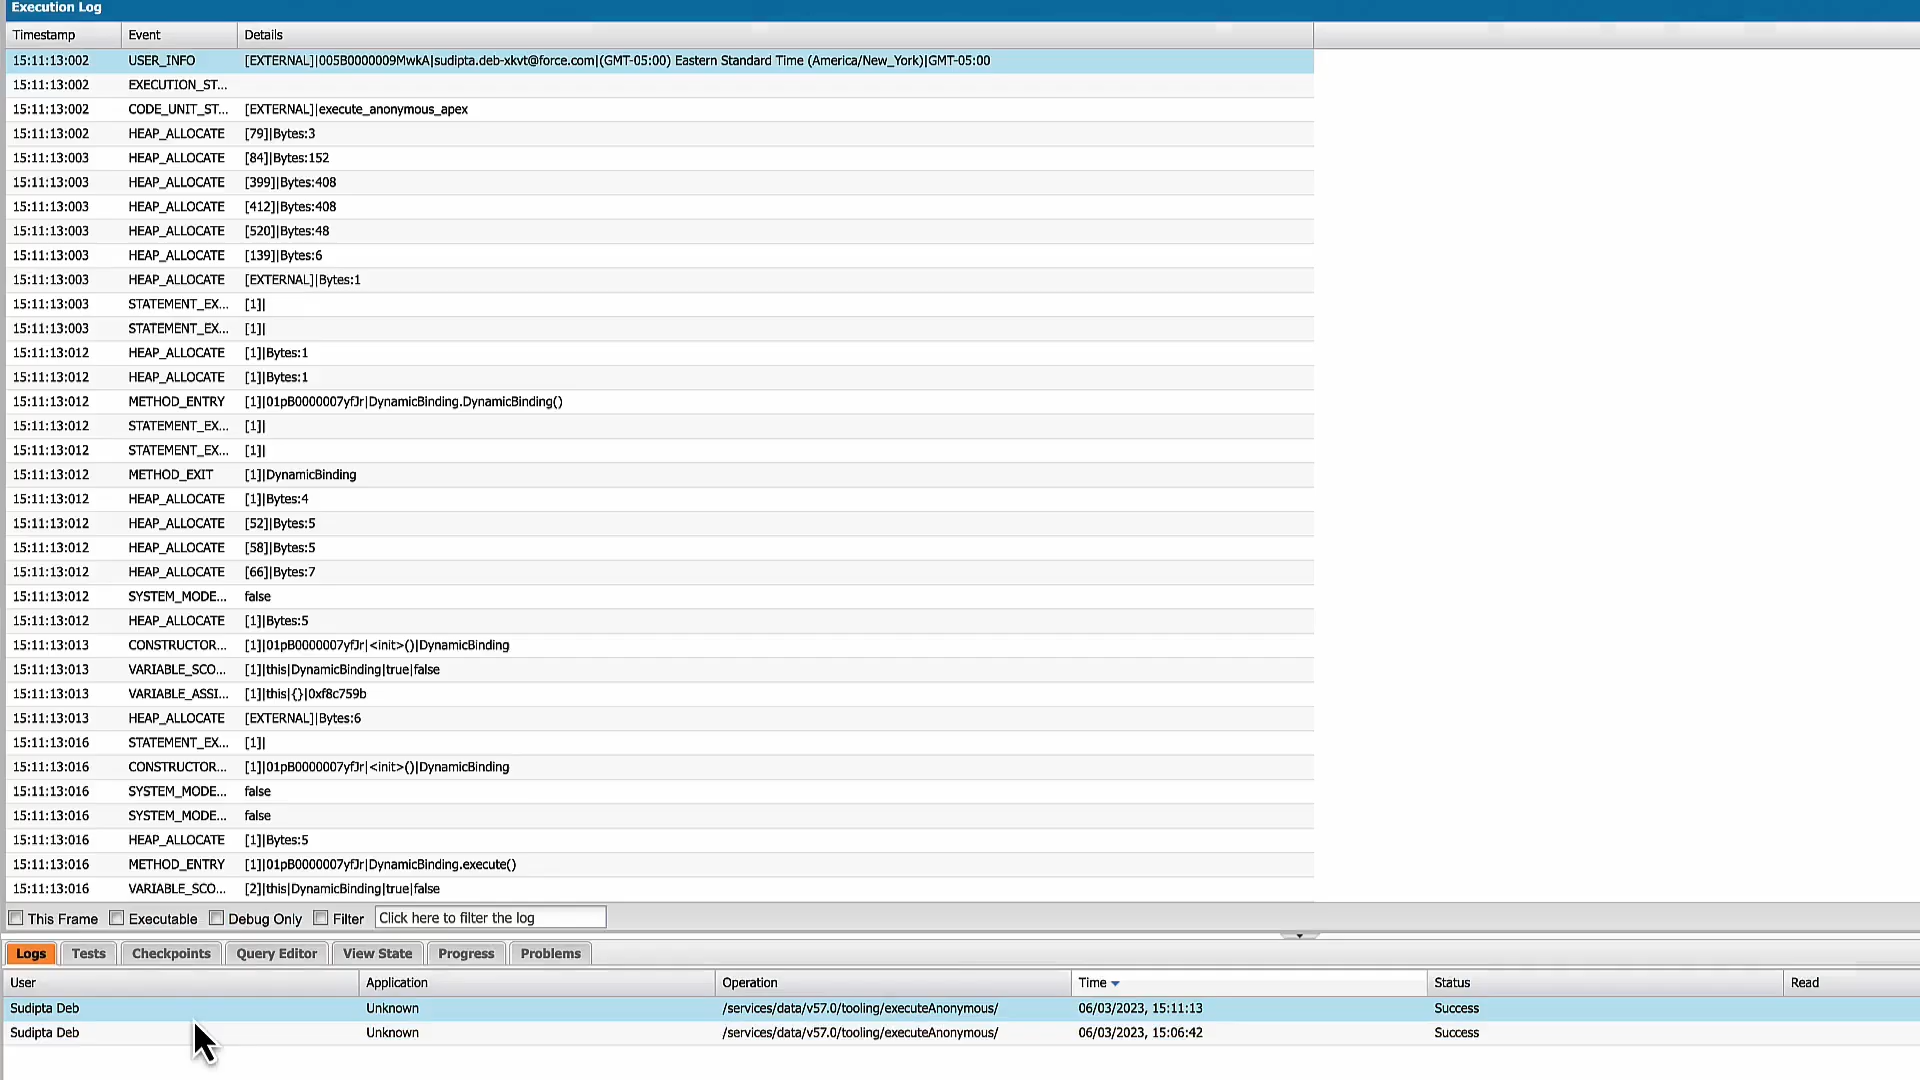 Execution Log
Timestamp Event Details
15:11:13:002 USER_INFO [EXTERNAL]|005B0000009MwkA|sudipta.deb-xkvt@force.com|(GMT-05:00) Eastern Standard Time (America/New_York)|GMT-05:00
15:11:13:002 EXECUTION_ST...
15:11:13:002 CODE_UNIT_ST... [EXTERNAL]|execute_anonymous_apex
15:11:13:002 HEAP_ALLOCATE [79]|Bytes:3
15:11:13:003 HEAP_ALLOCATE [84]|Bytes:152
15:11:13:003 HEAP_ALLOCATE [399]|Bytes:408
15:11:13:003 HEAP_ALLOCATE [412]|Bytes:408
15:11:13:003 HEAP_ALLOCATE [520]|Bytes:48
15:11:13:003 HEAP_ALLOCATE [139]|Bytes:6
15:11:13:003 HEAP_ALLOCATE [EXTERNAL]|Bytes:1
15:11:13:003 STATEMENT_EX... [1]|
15:11:13:003 STATEMENT_EX... [1]|
15:11:13:012 HEAP_ALLOCATE [1]|Bytes:1
15:11:13:012 HEAP_ALLOCATE [1]|Bytes:1
15:11:13:012 METHOD_ENTRY [1]|01pB0000007yfJr|DynamicBinding.DynamicBinding()
15:11:13:012 STATEMENT_EX... [1]|
15:11:13:012 STATEMENT_EX... [1]|
15:11:13:012 METHOD_EXIT [1]|DynamicBinding
15:11:13:012 HEAP_ALLOCATE [1]|Bytes:4
15:11:13:012 HEAP_ALLOCATE [52]|Bytes:5
15:11:13:012 HEAP_ALLOCATE [58]|Bytes:5
15:11:13:012 HEAP_ALLOCATE [66]|Bytes:7
15:11:13:012 SYSTEM_MODE... false
15:11:13:012 HEAP_ALLOCATE [1]|Bytes:5
15:11:13:013 CONSTRUCTOR... [1]|01pB0000007yfJr|<init>()|DynamicBinding
15:11:13:013 VARIABLE_SCO... [1]|this|DynamicBinding|true|false
15:11:13:013 VARIABLE_ASSI... [1]|this|{}|0xf8c759b
15:11:13:013 HEAP_ALLOCATE [EXTERNAL]|Bytes:6
15:11:13:016 STATEMENT_EX... [1]|
15:11:13:016 CONSTRUCTOR... [1]|01pB0000007yfJr|<init>()|DynamicBinding
15:11:13:016 SYSTEM_MODE... false
15:11:13:016 SYSTEM_MODE... false
15:11:13:016 HEAP_ALLOCATE [1]|Bytes:5
15:11:13:016 METHOD_ENTRY [1]|01pB0000007yfJr|DynamicBinding.execute()
15:11:13:016 VARIABLE_SCO... [2]|this|DynamicBinding|true|false
This Frame Executable Debug Only Filter Click here to filter the log
Logs Tests Checkpoints Query Editor View State Progress Problems
User Application Operation Time Status Read
Sudipta Deb Unknown /services/data/v57.0/tooling/executeAnonymous/ 06/03/2023, 15:11:13 Success
Sudipta Deb Unknown /services/data/v57.0/tooling/executeAnonymous/ 06/03/2023, 15:06:42 Success